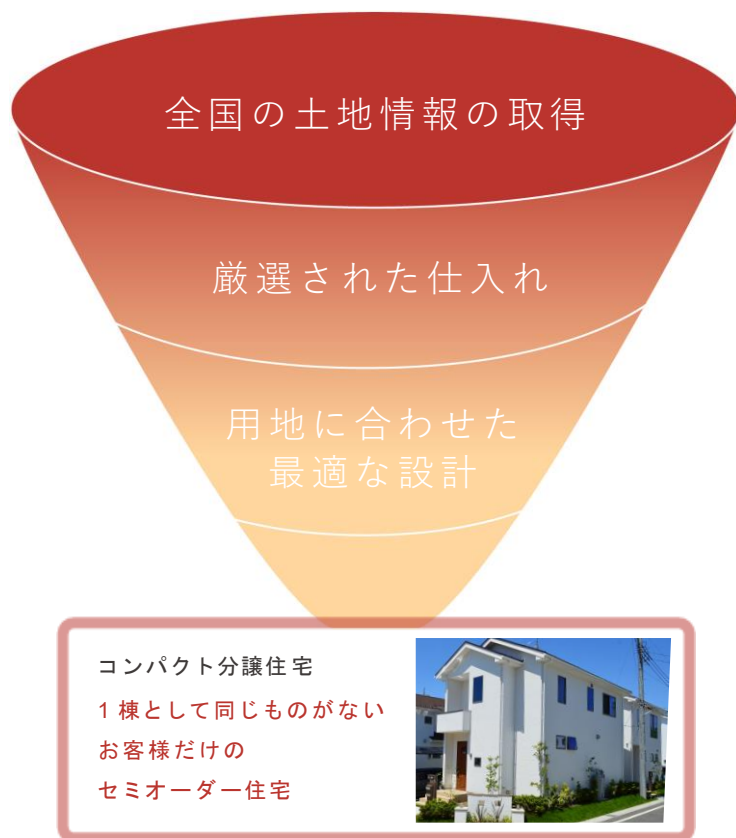 全国の土地情報の取得
厳選された仕入れ
用地に合わせた
最適な設計
コンパクト分譲住宅
1棟として同じものがない
お客様だけの
セミオーダー住宅